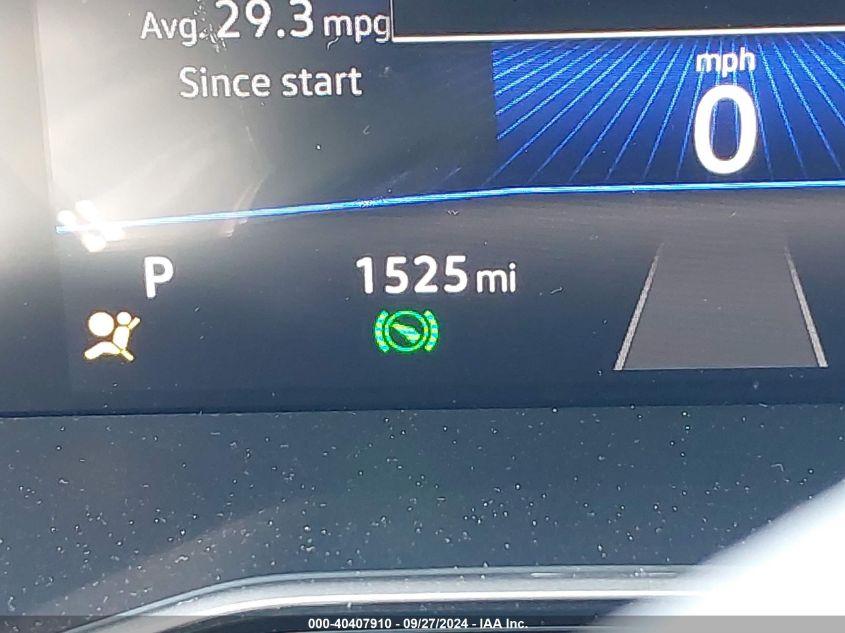 Avg. 29.3 mpg
Since start
mph
0
P
1525 mi
000-40407910 - 09/27/2024 - IAA Inc.